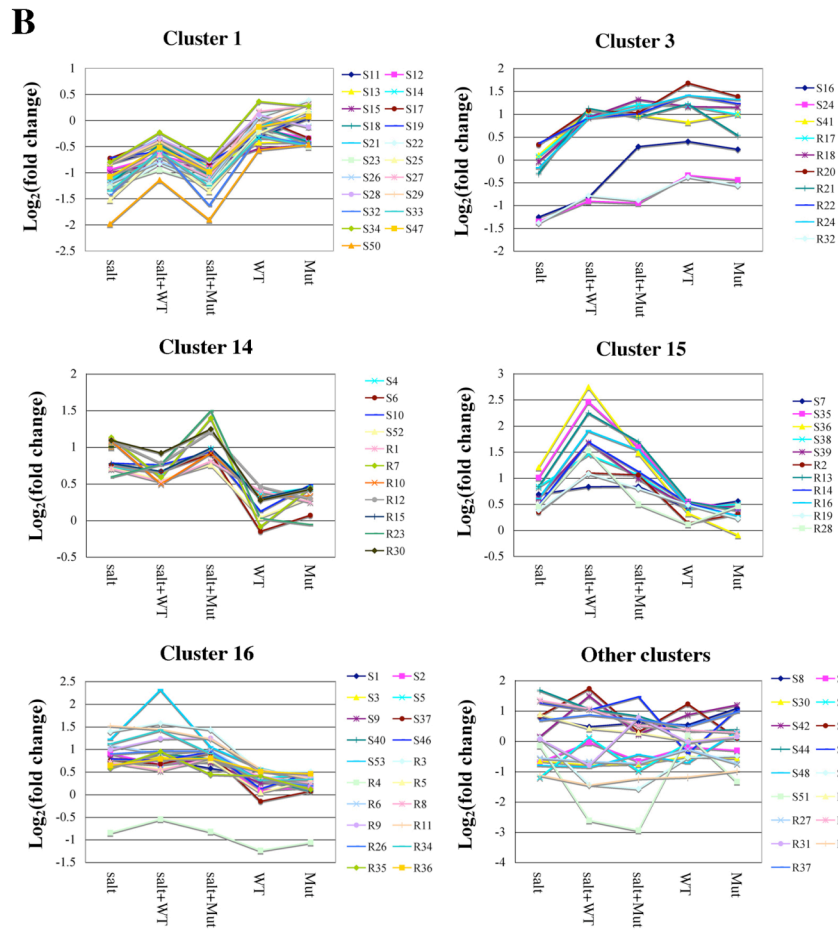 B
Cluster 1
Log2(fold change)
1
0.5
0
-0.5
-1
-1.5
-2
-2.5
salt
salt+WT
salt+Mut
WT
Mut
S11 S12
S13 S14
S15 S17
S18 S19
S21 S22
S23 S25
S26 S27
S28 S29
S32 S33
S34 S47
S50
Cluster 3
Log2(fold change)
2
1.5
1
0.5
0
-0.5
-1
-1.5
-2
salt
salt+WT
salt+Mut
WT
Mut
S16
S24
S41
R17
R18
R20
R21
R22
R24
R32
Cluster 14
Log2(fold change)
2
1.5
1
0.5
0
-0.5
salt
salt+WT
salt+Mut
WT
Mut
S4
S6
S10
S52
R1
R7
R10
R12
R15
R23
R30
Cluster 15
Log2(fold change)
3
2.5
2
1.5
1
0.5
0
-0.5
salt
salt+WT
salt+Mut
WT
Mut
S7
S35
S36
S38
S39
R2
R13
R14
R16
R19
R28
Cluster 16
Log2(fold change)
2.5
2
1.5
1
0.5
0
-0.5
-1
-1.5
salt
salt+WT
salt+Mut
WT
Mut
S1 S2
S3 S5
S9 S37
S40 S46
S53 R3
R4 R5
R6 R8
R9 R11
R26 R34
R35 R36
Other clusters
Log2(fold change)
2
1
0
-1
-2
-3
-4
salt
salt+WT
salt+Mut
WT
Mut
S8
S30
S42
S44
S48
S51
R27
R31
R37